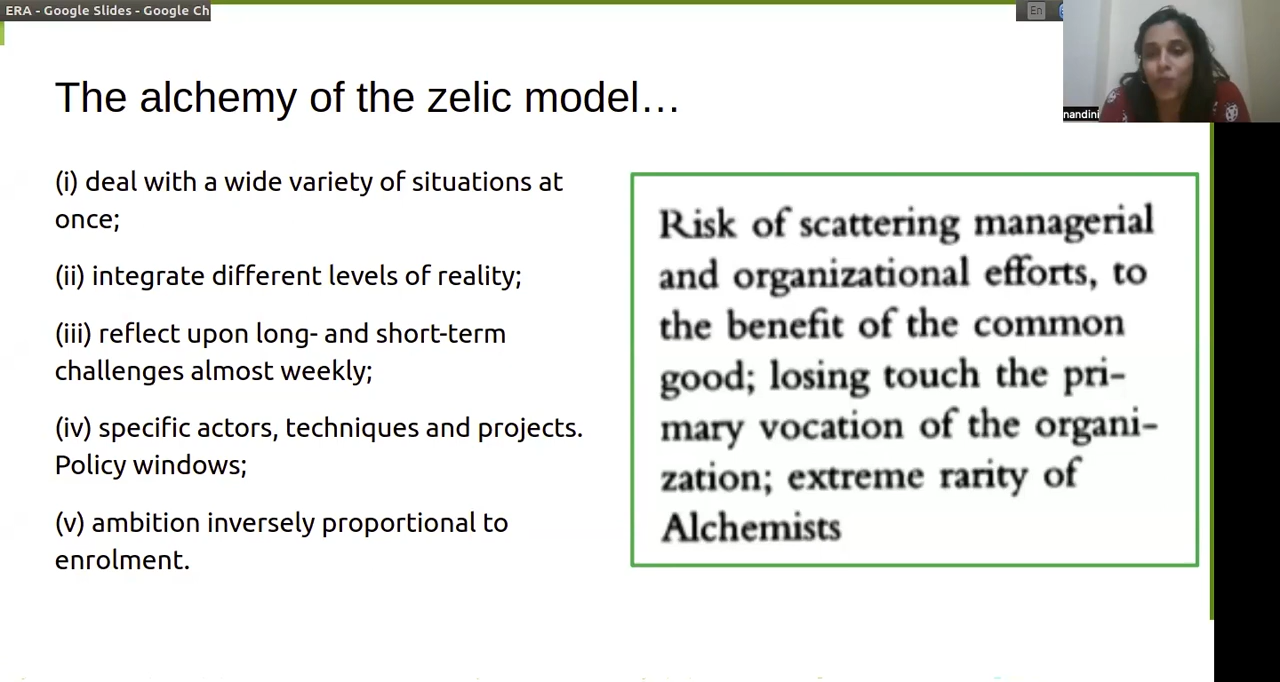 ERA - Google Slides - Google Ch
En
nandini
The alchemy of the zelic model…
(i) deal with a wide variety of situations at
once;
(ii) integrate different levels of reality;
(iii) reflect upon long- and short-term
challenges almost weekly;
(iv) specific actors, techniques and projects.
Policy windows;
(v) ambition inversely proportional to
enrolment.
Risk of scattering managerial
and organizational efforts, to
the benefit of the common
good; losing touch the pri-
mary vocation of the organi-
zation; extreme rarity of
Alchemists